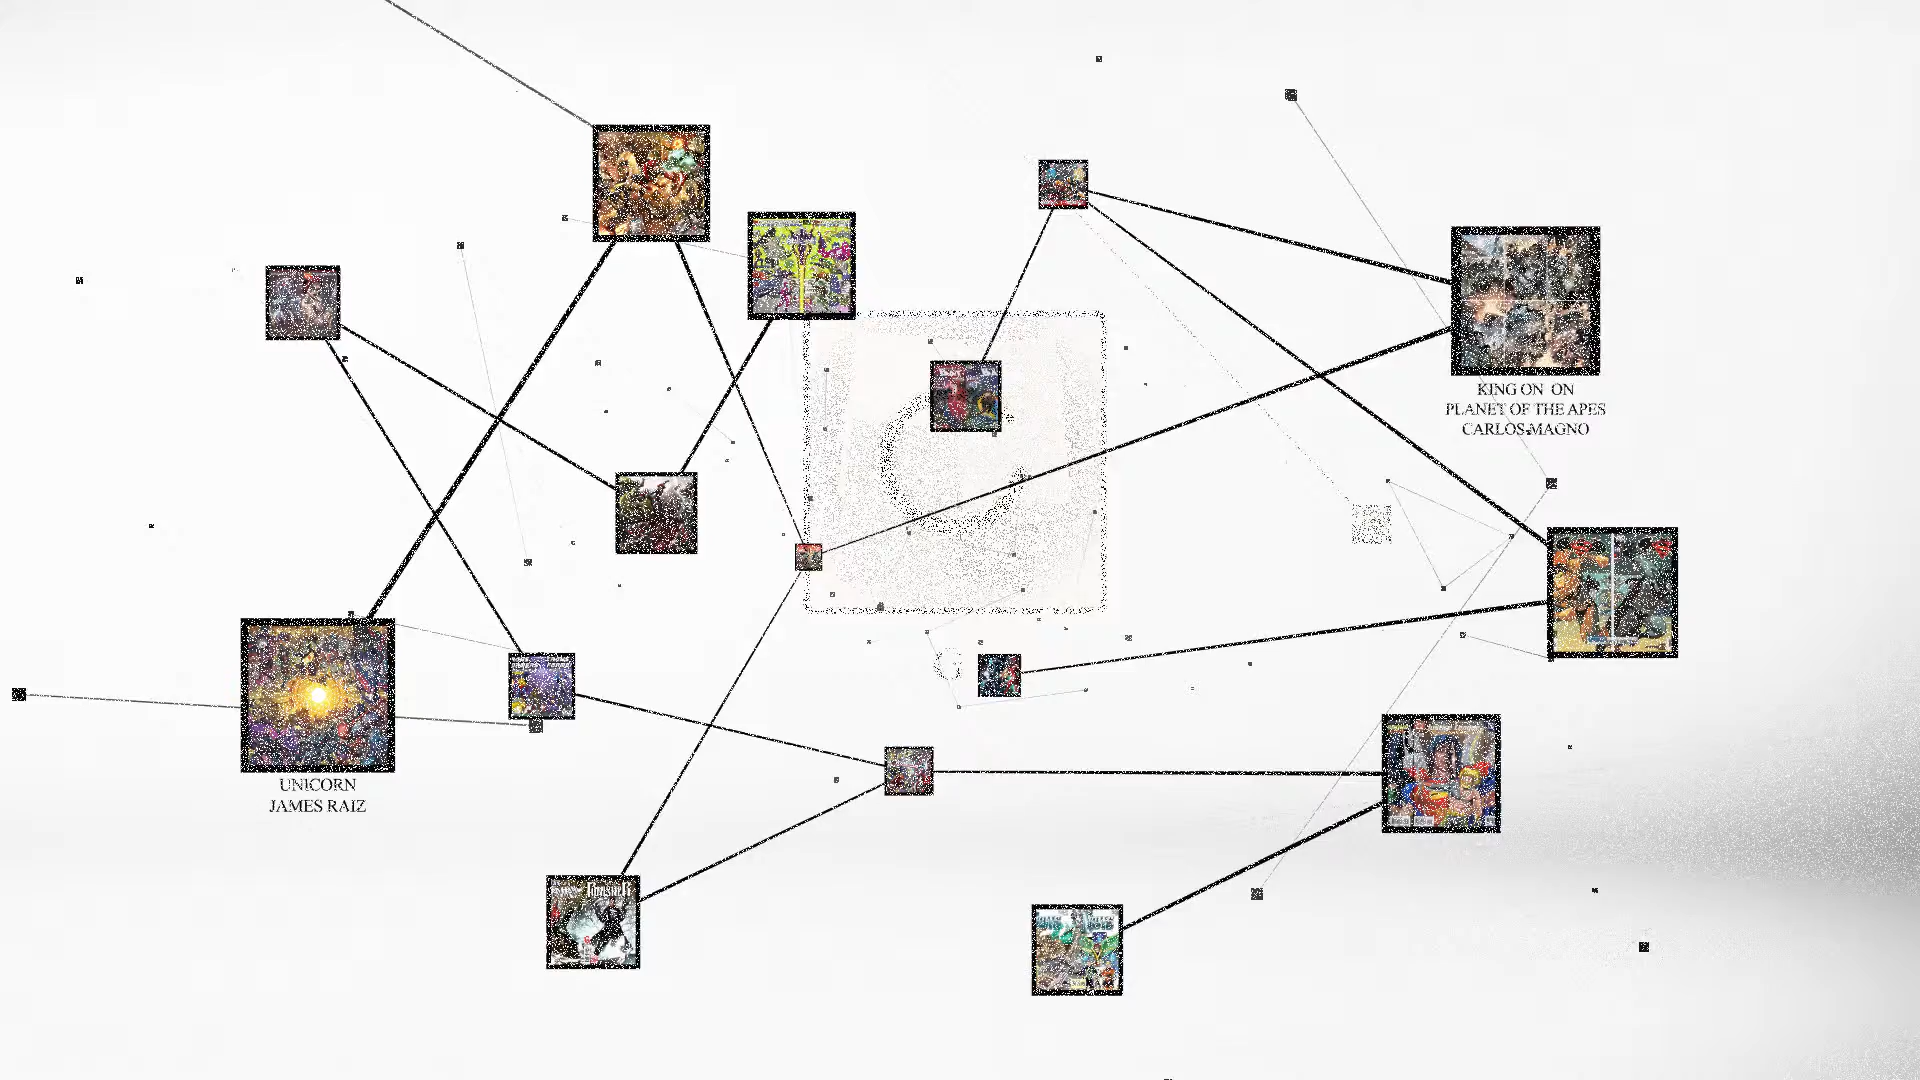 KING ON ON
PLANET OF THE APES
CARLOS MAGNO
UNICORN
JAMES RAIZ